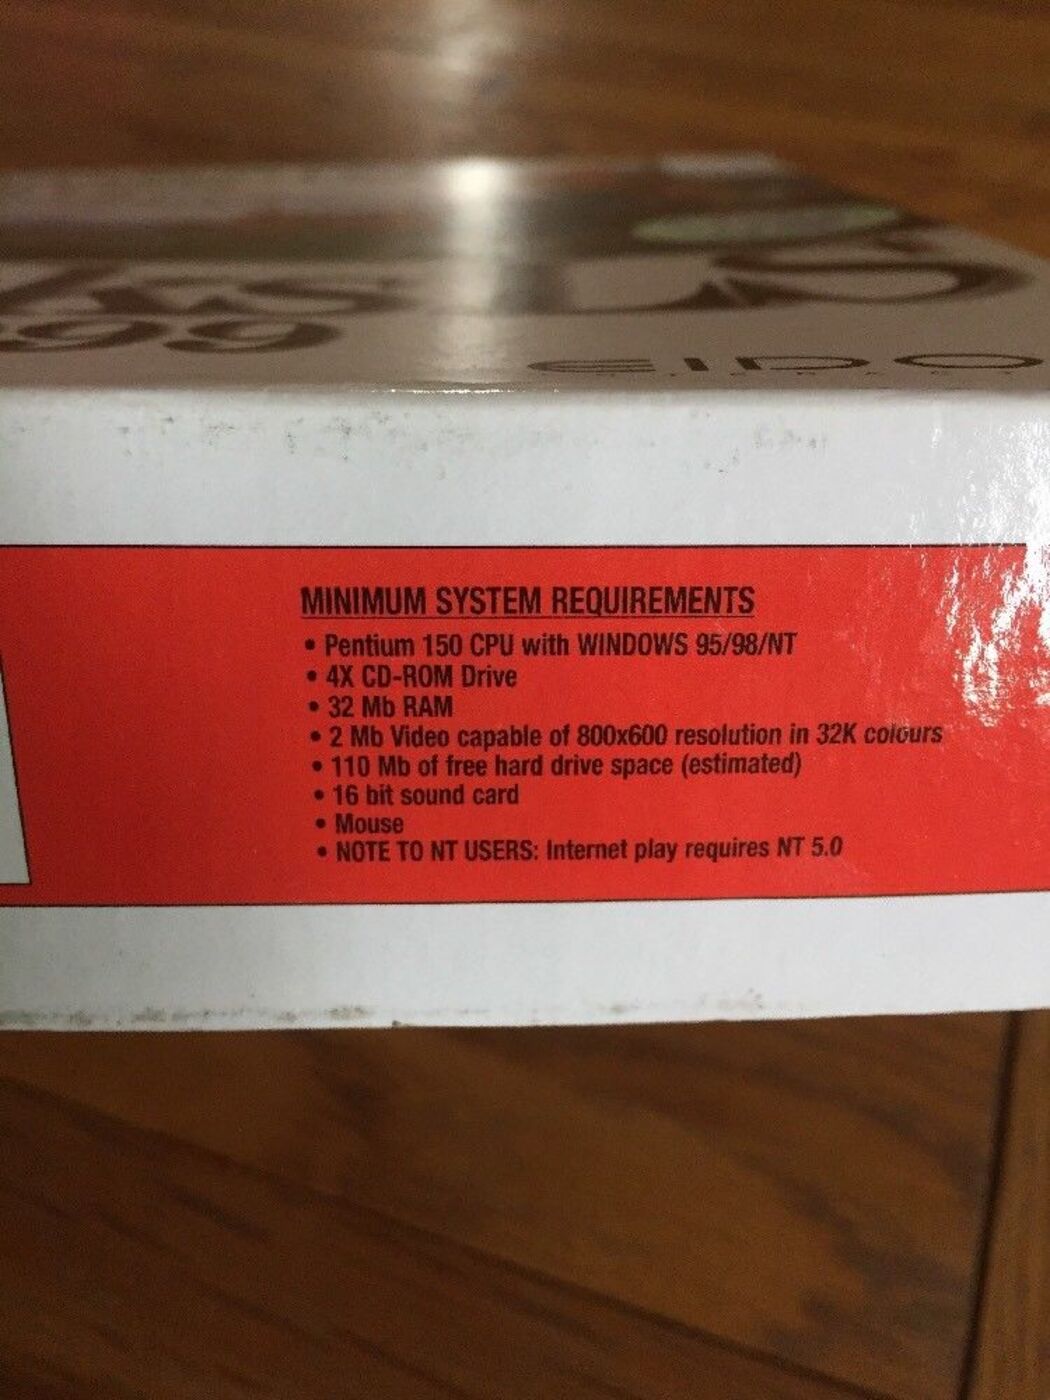 99
EIDO
MINIMUM SYSTEM REQUIREMENTS
• Pentium 150 CPU with WINDOWS 95/98/NT
• 4X CD-ROM Drive
• 32 Mb RAM
• 2 Mb Video capable of 800x600 resolution in 32K colours
• 110 Mb of free hard drive space (estimated)
• 16 bit sound card
• Mouse
• NOTE TO NT USERS: Internet play requires NT 5.0